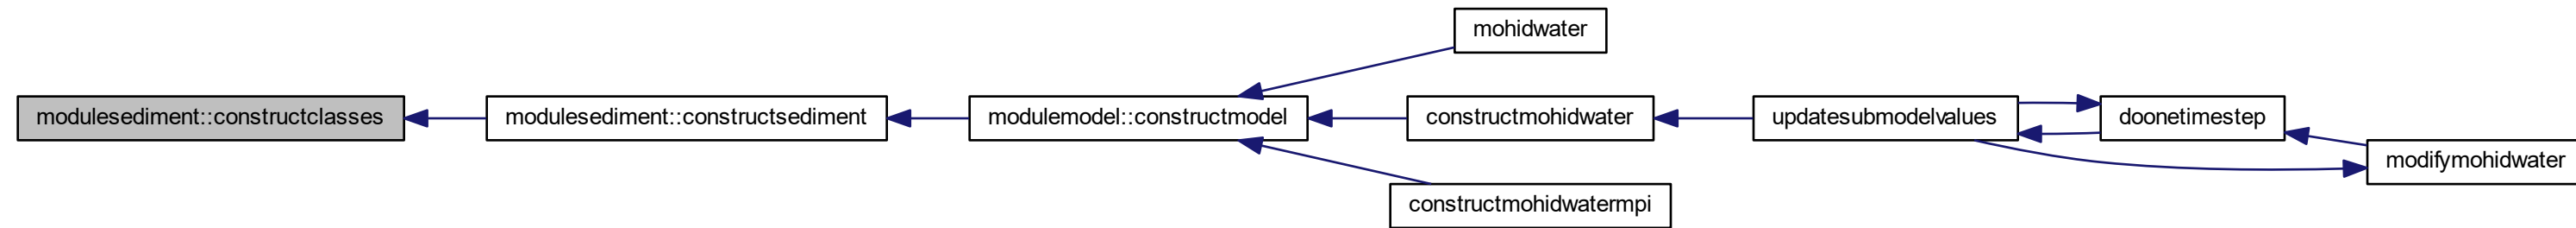 mohidwater
modulesediment::constructclasses
modulesediment::constructsediment
modulemodel::constructmodel
constructmohidwater
updatesubmodelvalues
doonetimestep
modifymohidwater
constructmohidwatermpi